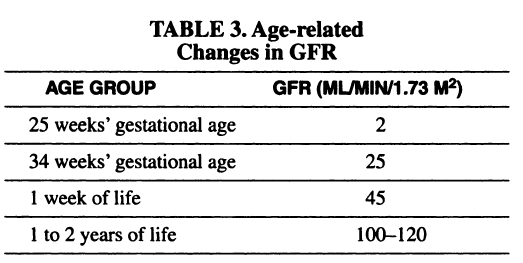 TABLE 3. Age-related
Changes in GFR
AGE GROUP GFR (ML/MIN/1.73 M²)
25 weeks’ gestational age 2
34 weeks’ gestational age 25
1 week of life 45
1 to 2 years of life 100–120